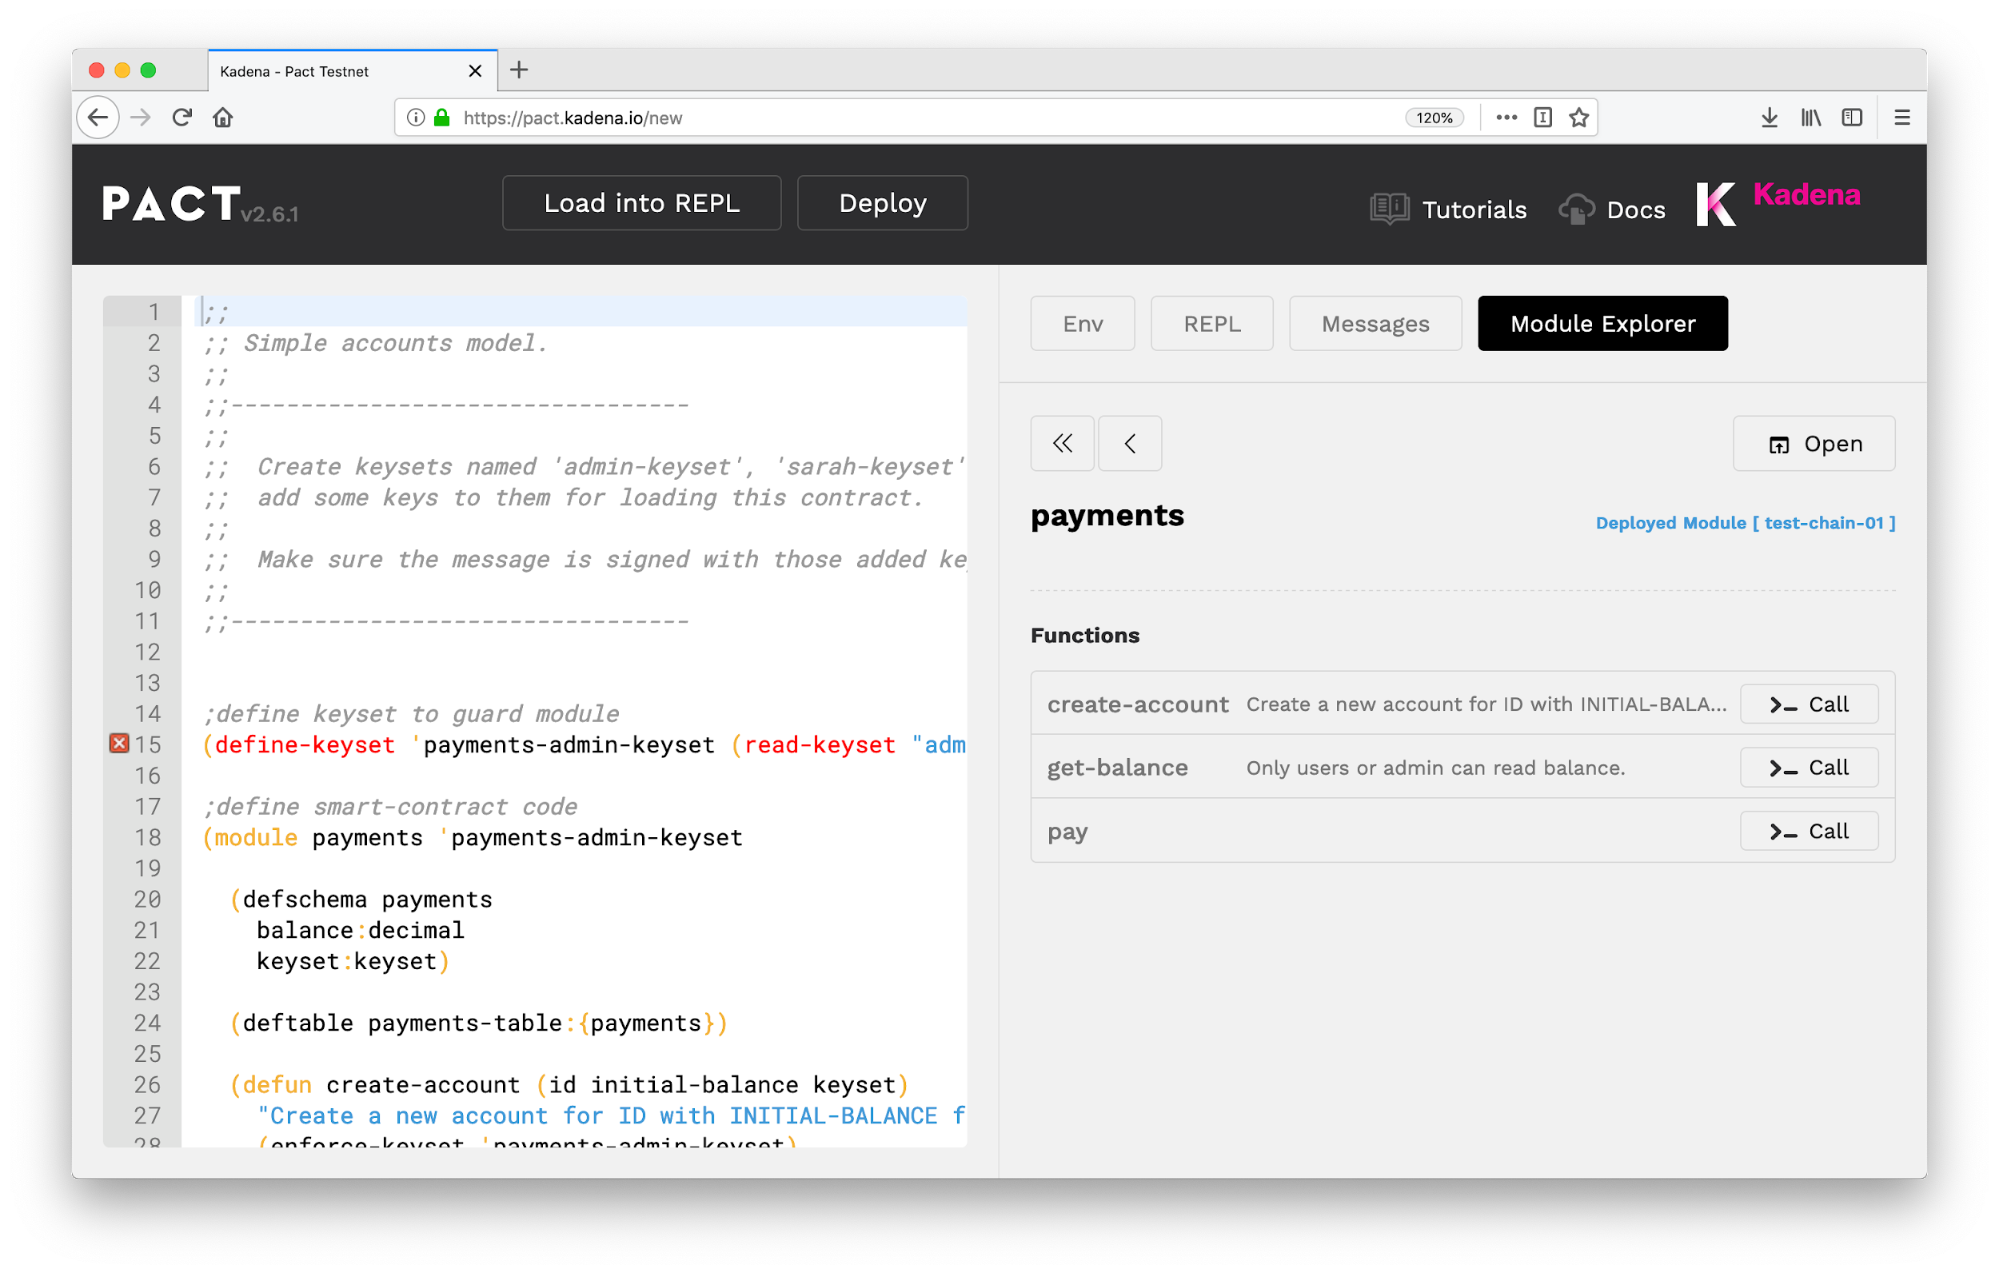 Kadena - Pact Testnet
https://pact.kadena.io/new
120%
PACT v2.6.1
Load into REPL
Deploy
Tutorials
Docs
Kadena
1 ;;
2 ;; Simple accounts model.
3 ;;
4 ;;---------------------------------
5 ;;
6 ;;  Create keysets named 'admin-keyset', 'sarah-keyset'
7 ;;  add some keys to them for loading this contract.
8 ;;
9 ;;  Make sure the message is signed with those added
10 ;;
11 ;;---------------------------------
12
13
14 ;define keyset to guard module
15 (define-keyset 'payments-admin-keyset (read-keyset "adm
16
17 ;define smart-contract code
18 (module payments 'payments-admin-keyset
19
20   (defschema payments
21     balance:decimal
22     keyset:keyset)
23
24   (deftable payments-table:{payments})
25
26   (defun create-account (id initial-balance keyset)
27     "Create a new account for ID with INITIAL-BALANCE f
28     (enforce-keyset 'payments-admin-keyset)
Env
REPL
Messages
Module Explorer
Open
payments
Deployed Module [ test-chain-01 ]
Functions
create-account Create a new account for ID with INITIAL-BALA... Call
get-balance Only users or admin can read balance. Call
pay Call